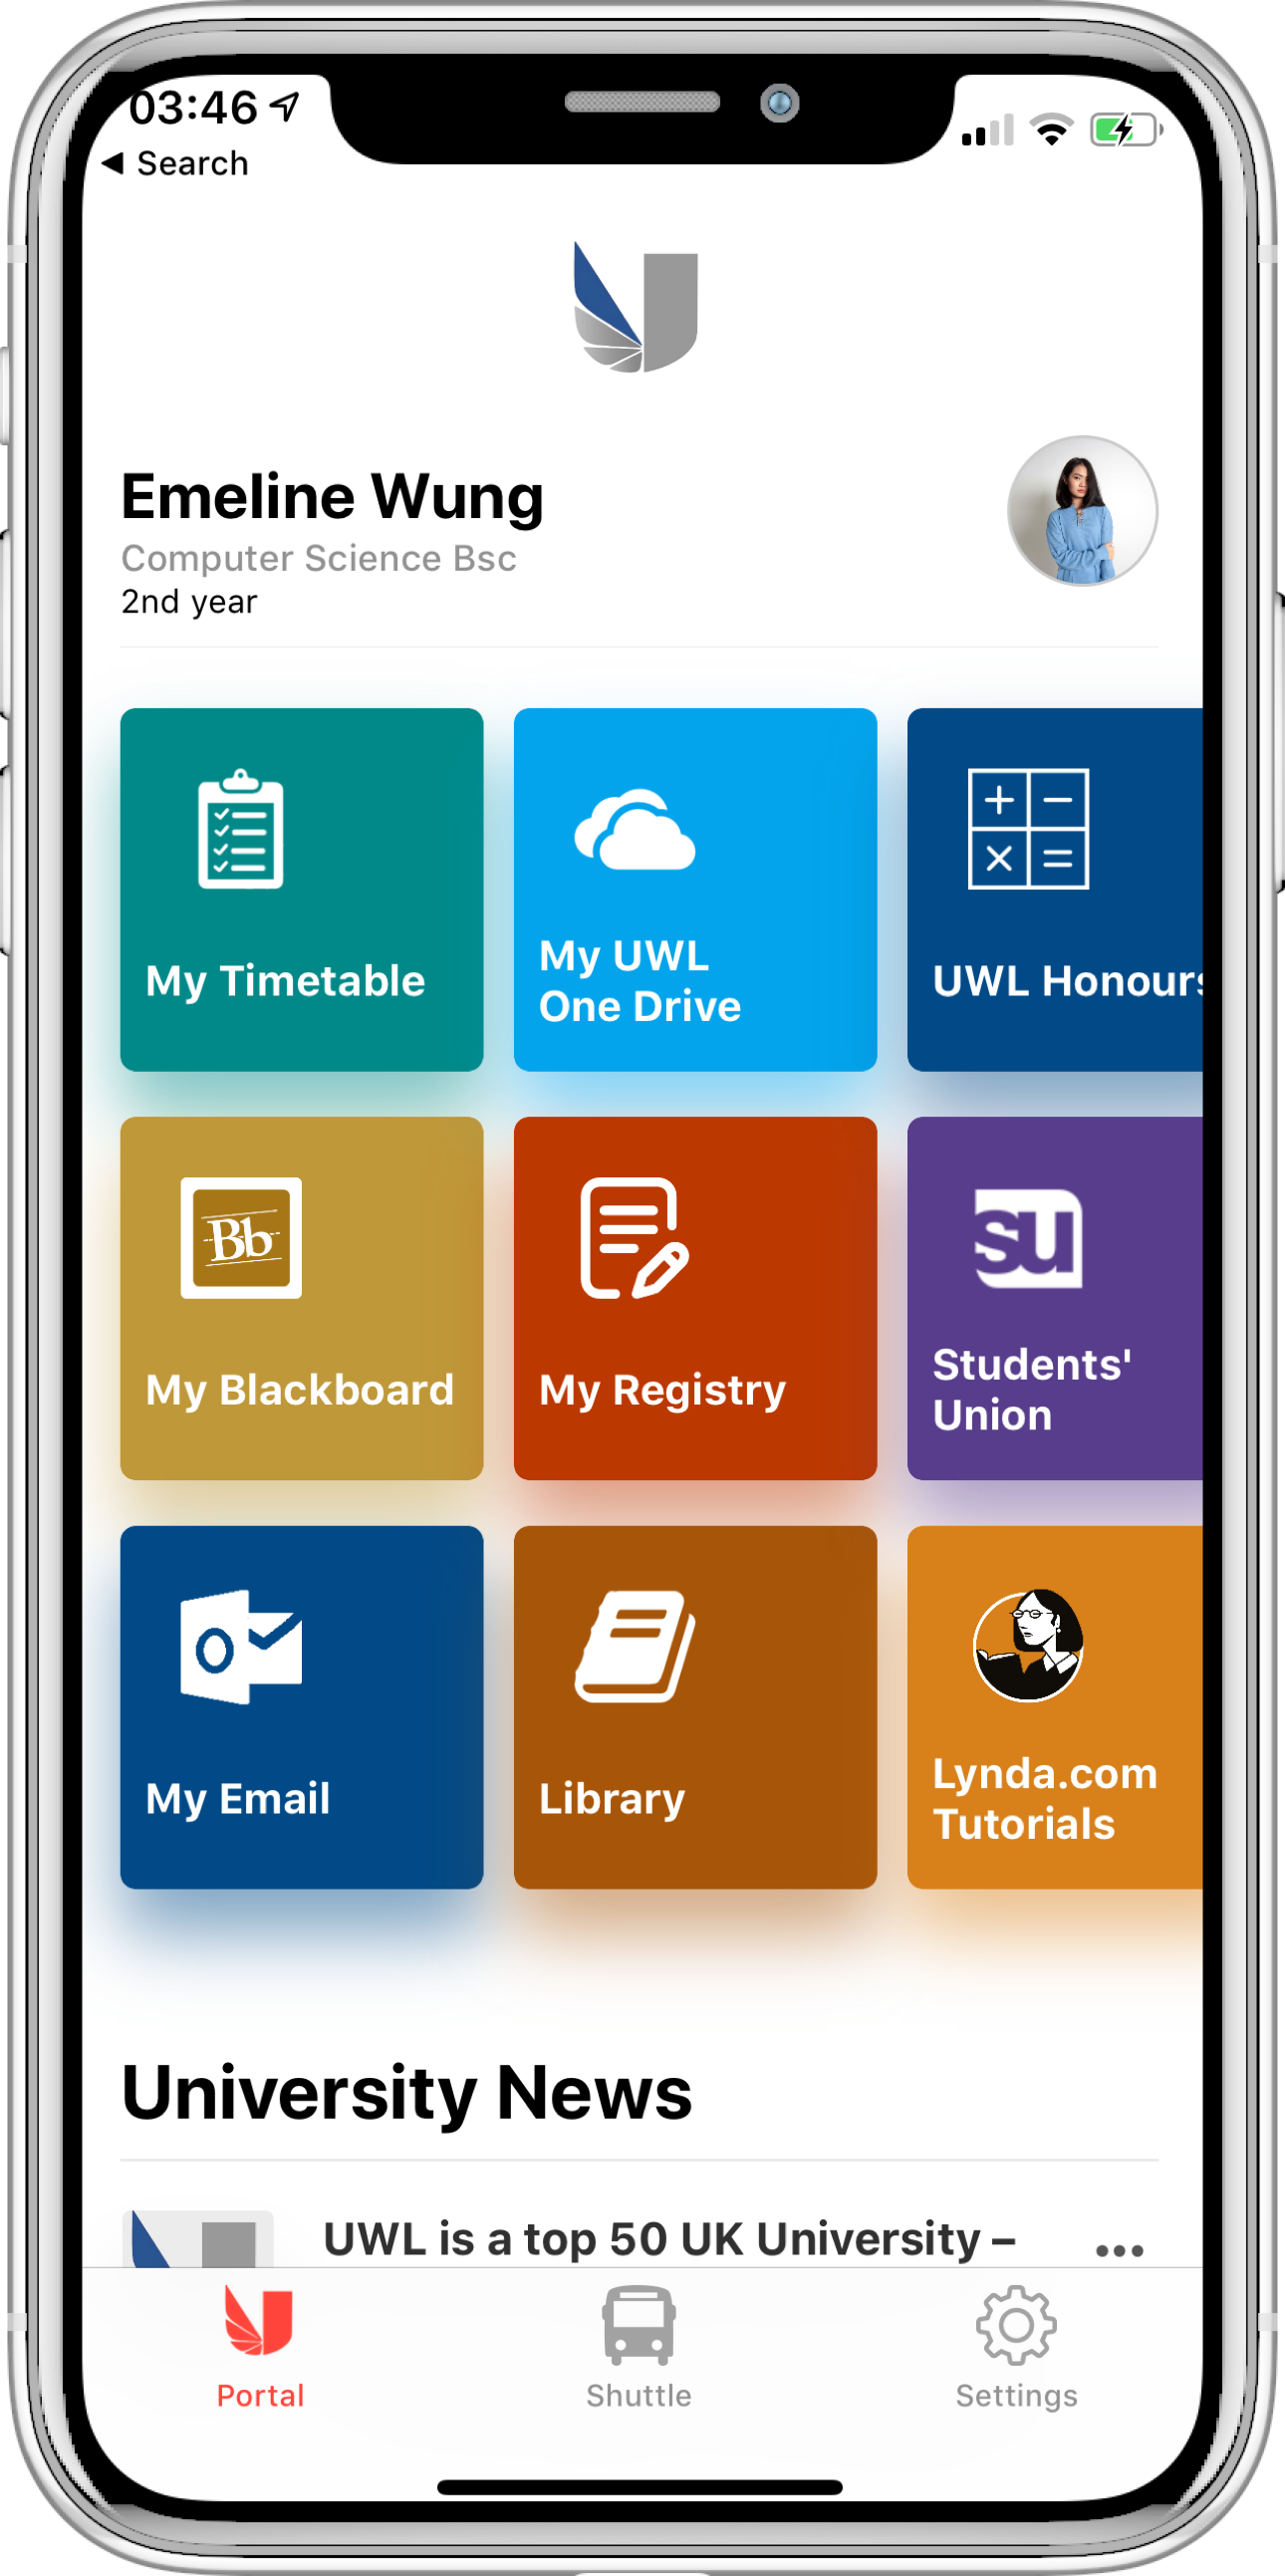 03:46
◀ Search
Emeline Wung
Computer Science Bsc
2nd year
My Timetable
My UWL
One Drive
UWL Honours
My Blackboard
Bb
My Registry
su
Students'
Union
o
My Email
Library
Lynda.com
Tutorials
University News
UWL is a top 50 UK University –
Portal
Shuttle
Settings